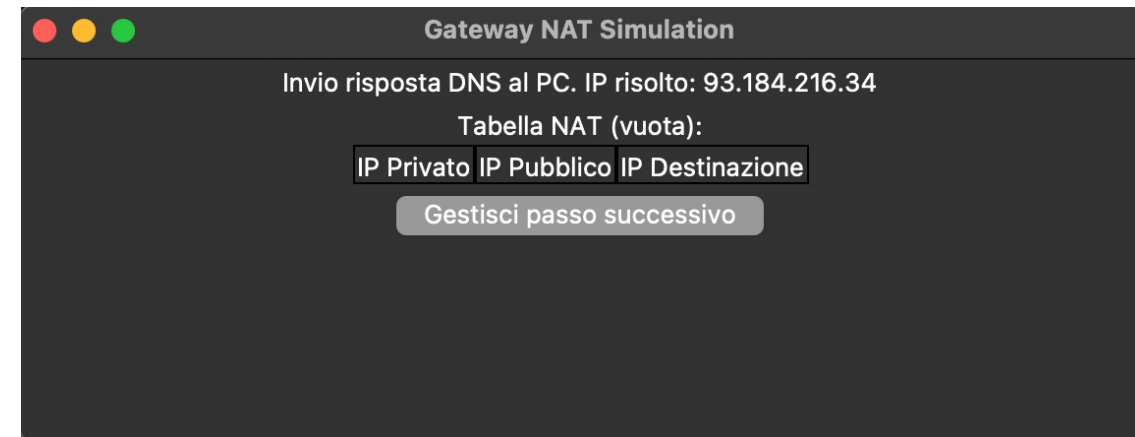 Gateway NAT Simulation
Invio risposta DNS al PC. IP risolto: 93.184.216.34
Tabella NAT (vuota):
IP Privato IP Pubblico IP Destinazione
Gestisci passo successivo